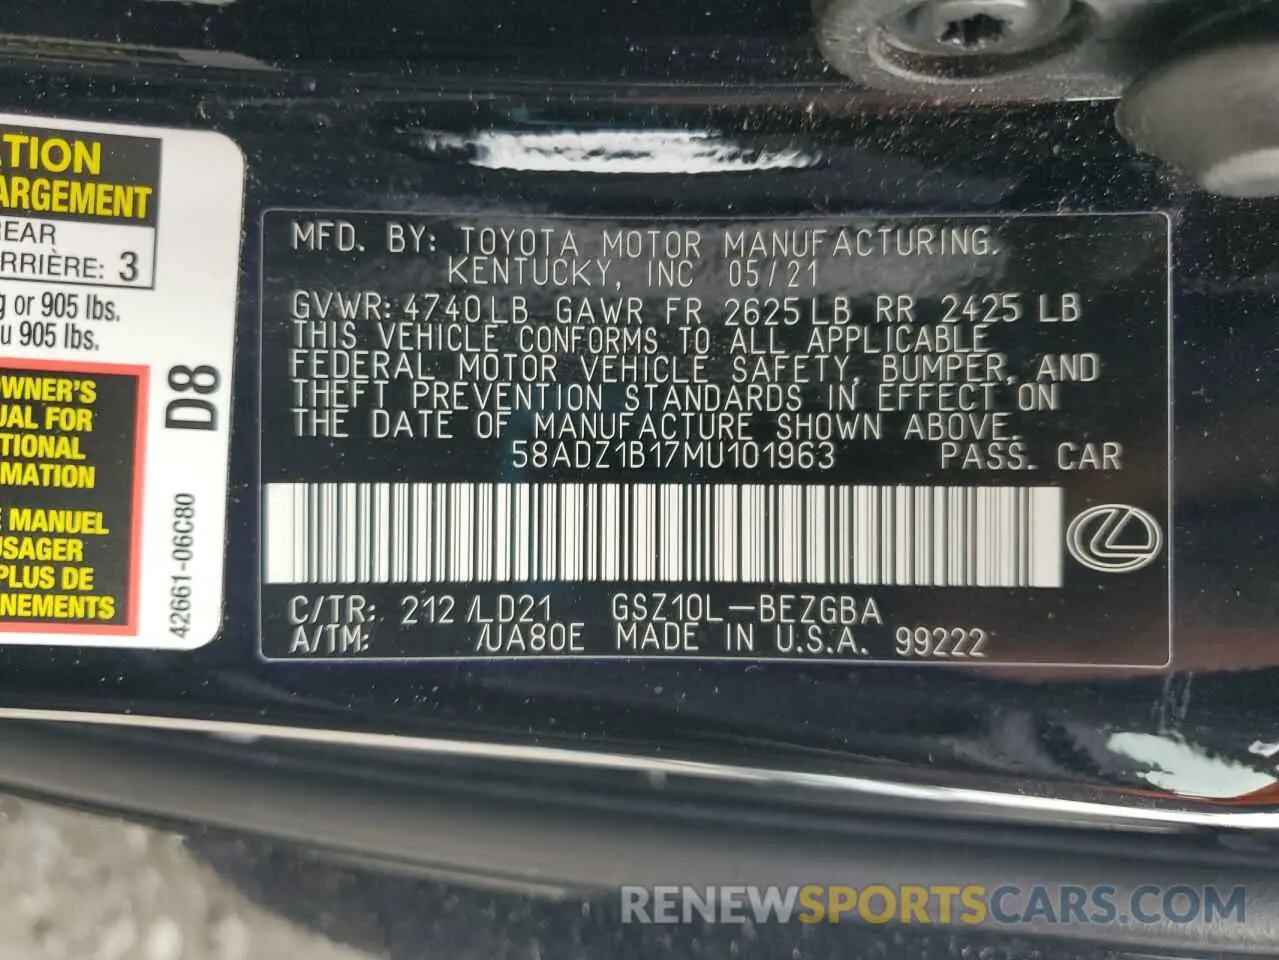 ATION
ARGEMENT
REAR
ARRIÈRE: 3
g or 905 lbs.
u 905 lbs.
OWNER'S
UAL FOR
TIONAL
MATION
E MANUEL
USAGER
PLUS DE
GNEMENTS
D8
42661-06C80
MFD. BY: TOYOTA MOTOR MANUFACTURING.
KENTUCKY, INC 05/21
GVWR: 4740LB GAWR FR 2625LB RR 2425 LB
THIS VEHICLE CONFORMS TO ALL APPLICABLE
FEDERAL MOTOR VEHICLE SAFETY, BUMPER, AND
THEFT PREVENTION STANDARDS IN EFFECT ON
THE DATE OF MANUFACTURE SHOWN ABOVE.
58ADZ1B17MU101963 PASS. CAR
C/TR: 212 /LD21 GSZ10L-BEZGBA
A/TM: /UA80E MADE IN U.S.A. 99222
RENEWSPORTSCARS.COM